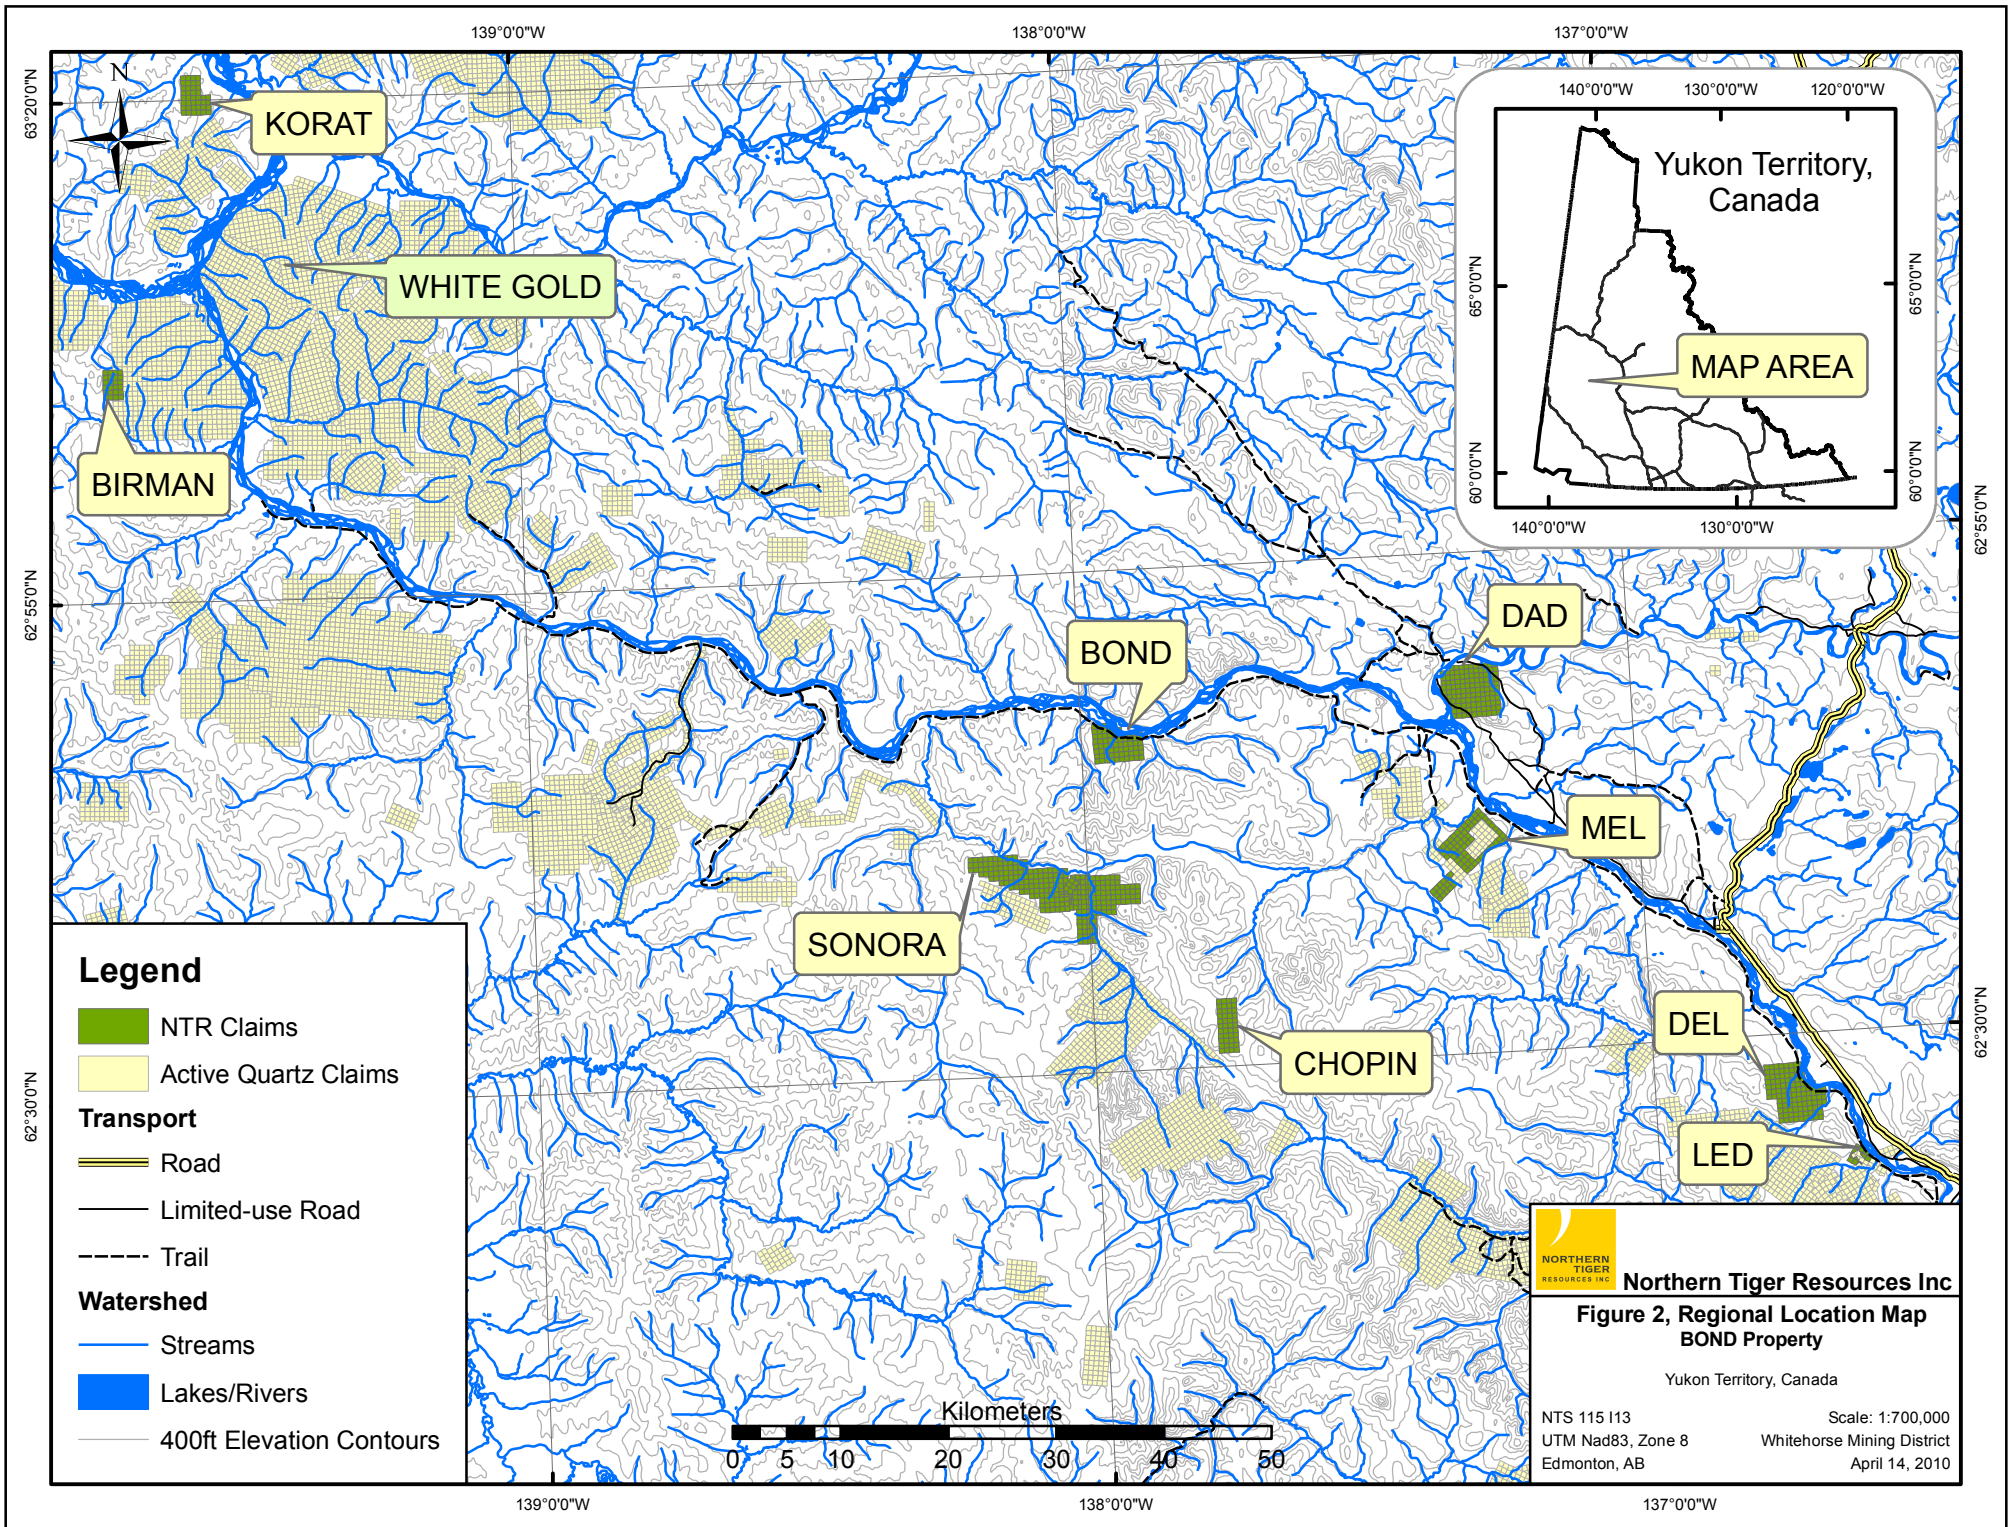 139°0'0"W
138°0'0"W
137°0'0"W
63°20'0"N
N
KORAT
WHITE GOLD
BIRMAN
140°0'0"W
130°0'0"W
120°0'0"W
Yukon Territory,
Canada
65°0'0"N
65°0'0"N
MAP AREA
60°0'0"N
60°0'0"N
140°0'0"W
130°0'0"W
62°55'0"N
62°55'0"N
DAD
BOND
MEL
SONORA
CHOPIN
DEL
LED
62°30'0"N
62°30'0"N
Legend
NTR Claims
Active Quartz Claims
Transport
Road
Limited-use Road
Trail
Watershed
Streams
Lakes/Rivers
400ft Elevation Contours
Kilometers
0 5 10 20 30 40 50
NORTHERN
TIGER
RESOURCES INC
Northern Tiger Resources Inc
Figure 2, Regional Location Map
BOND Property
Yukon Territory, Canada
NTS 115 I13
Scale: 1:700,000
UTM Nad83, Zone 8
Whitehorse Mining District
Edmonton, AB
April 14, 2010
139°0'0"W
138°0'0"W
137°0'0"W